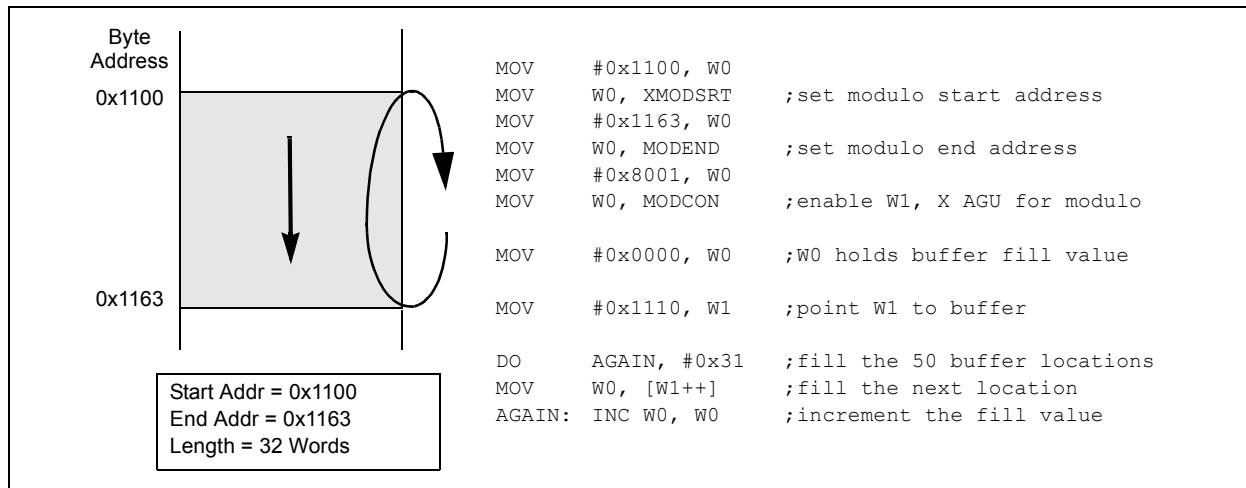 Byte
Address
0x1100
0x1163
Start Addr = 0x1100
End Addr = 0x1163
Length = 32 Words
MOV #0x1100, W0
MOV W0, XMODSRT ;set modulo start address
MOV #0x1163, W0
MOV W0, MODEND ;set modulo end address
MOV #0x8001, W0
MOV W0, MODCON ;enable W1, X AGU for modulo
MOV #0x0000, W0 ;W0 holds buffer fill value
MOV #0x1110, W1 ;point W1 to buffer
DO AGAIN, #0x31 ;fill the 50 buffer locations
MOV W0, [W1++] ;fill the next location
AGAIN: INC W0, W0 ;increment the fill value